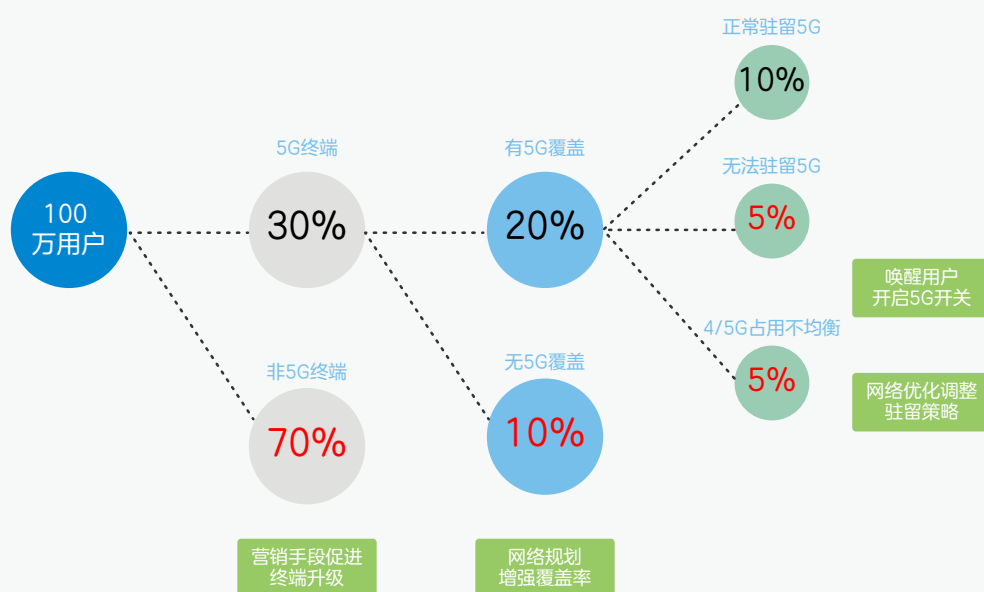 正常驻留5G
10%
5G终端
有5G覆盖
无法驻留5G
100
万用户
30%
20%
5%
唤醒用户
开启5G开关
4/5G占用不均衡
非5G终端
无5G覆盖
5%
网络优化调整
驻留策略
70%
10%
营销手段促进
终端升级
网络规划
增强覆盖率